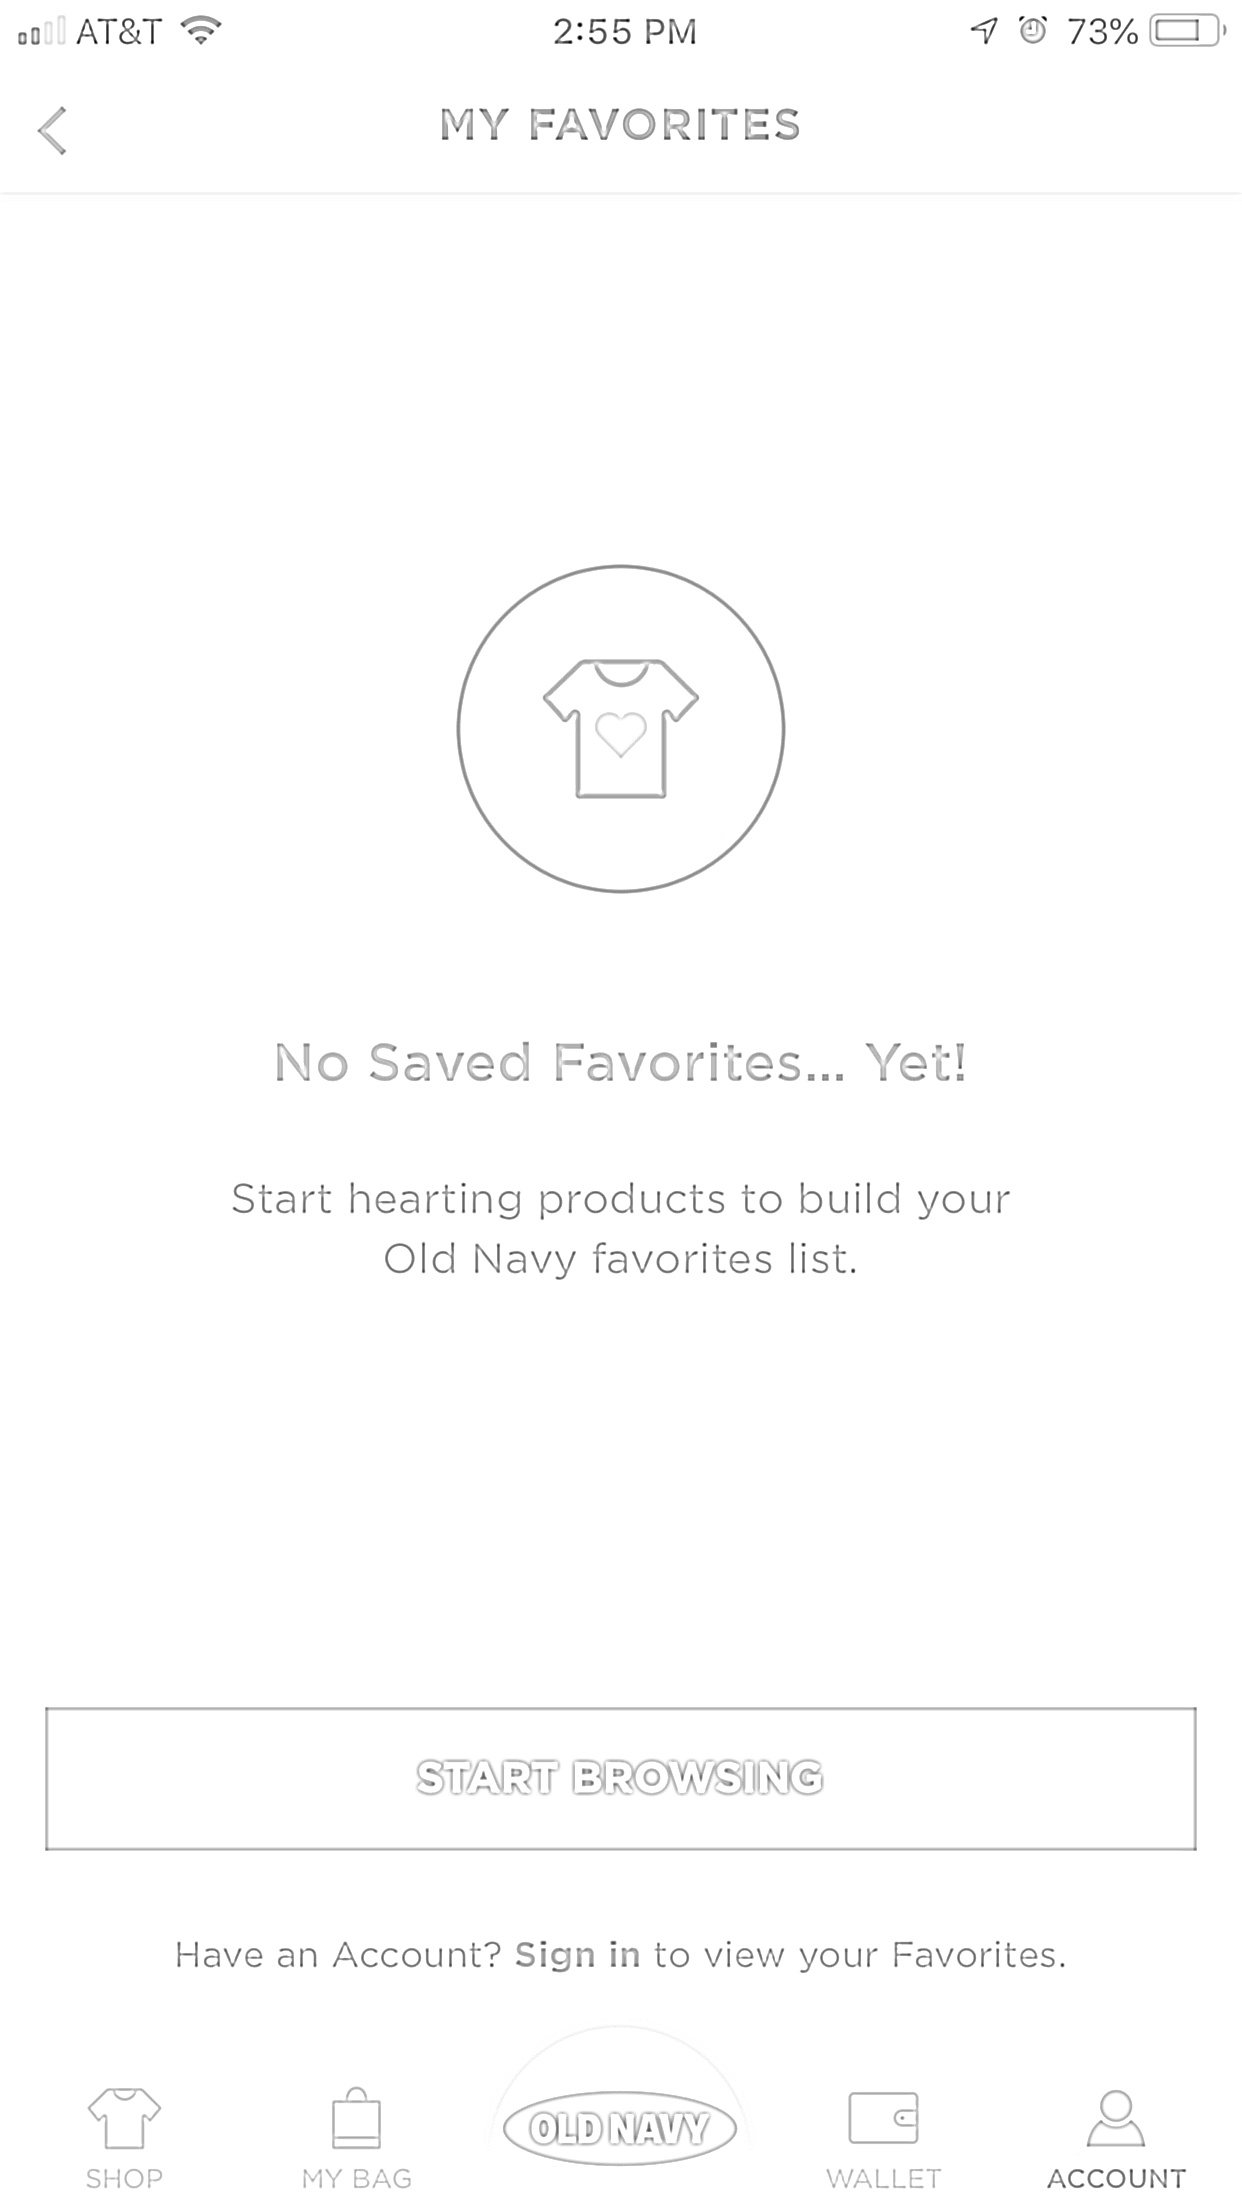 AT&T 2:55 PM 73%
MY FAVORITES
No Saved Favorites... Yet!
Start hearting products to build your
Old Navy favorites list.
START BROWSING
Have an Account? Sign in to view your Favorites.
OLD NAVY
SHOP MY BAG WALLET ACCOUNT